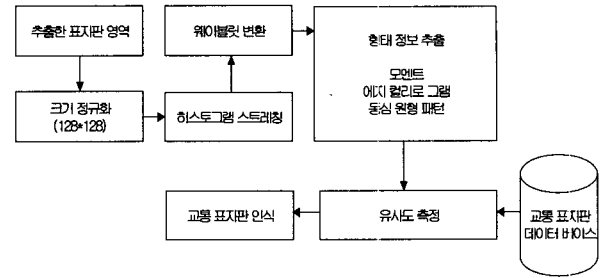 추출한 표지판 영역
크기 정규화
(128*128)
히스토그램 스트레칭
웨이블릿 변환
형태 정보 추출
모멘트
에지 컬리로 그램
동심 원형 패턴
유사도 측정
교통 표지판
데이터 베이스
교통 표지판 인식